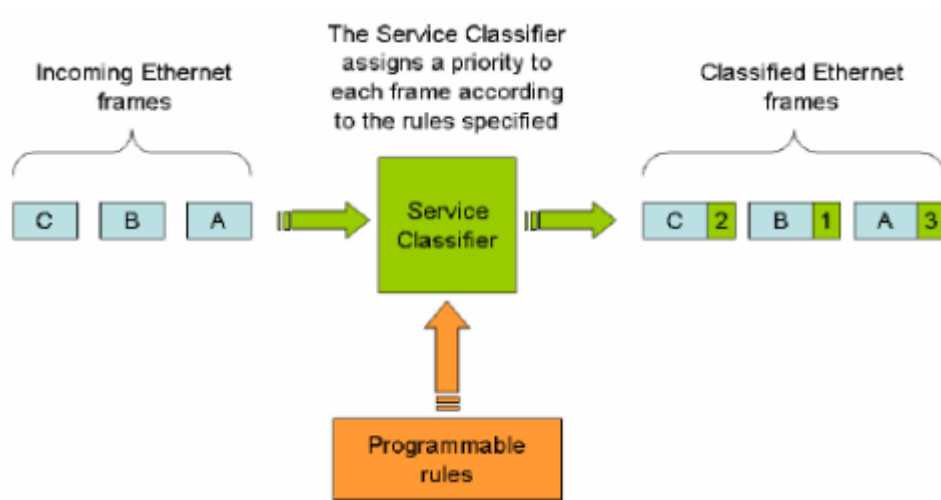 The Service Classifier
assigns a priority to
each frame according
to the rules specified
Incoming Ethernet
frames
Classified Ethernet
frames
C B A
Service
Classifier
C 2 B 1 A 3
Programmable
rules